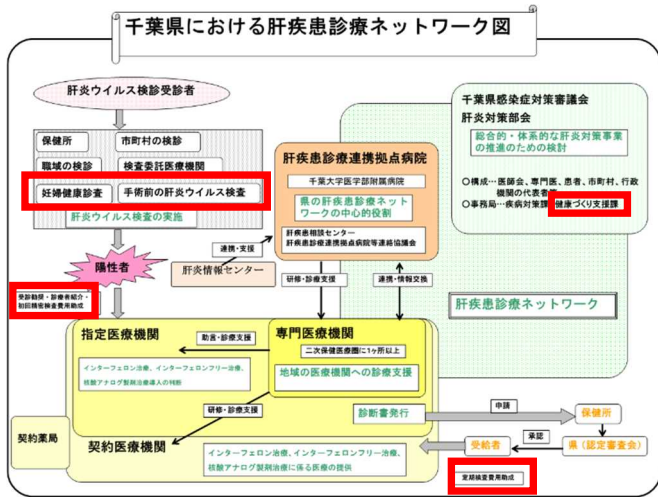 千葉県における肝疾患診療ネットワーク図
肝炎ウイルス検診受診者
保健所
市町村の検診
職域の検診
検査委託医療機関
妊婦健康診査
手術前の肝炎ウイルス検査
肝炎ウイルス検査の実施
陽性者
受診勧奨・診療者紹介・
初回精密検査費用助成
肝炎情報センター
連携・支援
肝疾患診療連携拠点病院
千葉大学医学部附属病院
県の肝疾患診療ネット
ワークの中心的役割
肝疾患相談センター
肝疾患診療連携拠点病院等連絡協議会
千葉県感染症対策審議会
肝炎対策部会
総合的・体系的な肝炎対策事業
の推進のための検討
〇構成…医師会、専門医、患者、市町村、行政
機関の代表者等
〇事務局…疾病対策課、健康づくり支援課
研修・診療支援
連携・情報交換
肝疾患診療ネットワーク
指定医療機関
助言・診療支援
インターフェロン治療、インターフェロンフリー治療、
核酸アナログ製剤治療導入の判断
専門医療機関
二次保健医療圏に1ヶ所以上
地域の医療機関への診療支援
研修・診療支援
診断書発行
申請
保健所
承認
県（認定審査会）
受給者
定期検査費用助成
契約薬局
契約医療機関
インターフェロン治療、インターフェロンフリー治療、
核酸アナログ製剤治療に係る医療の提供